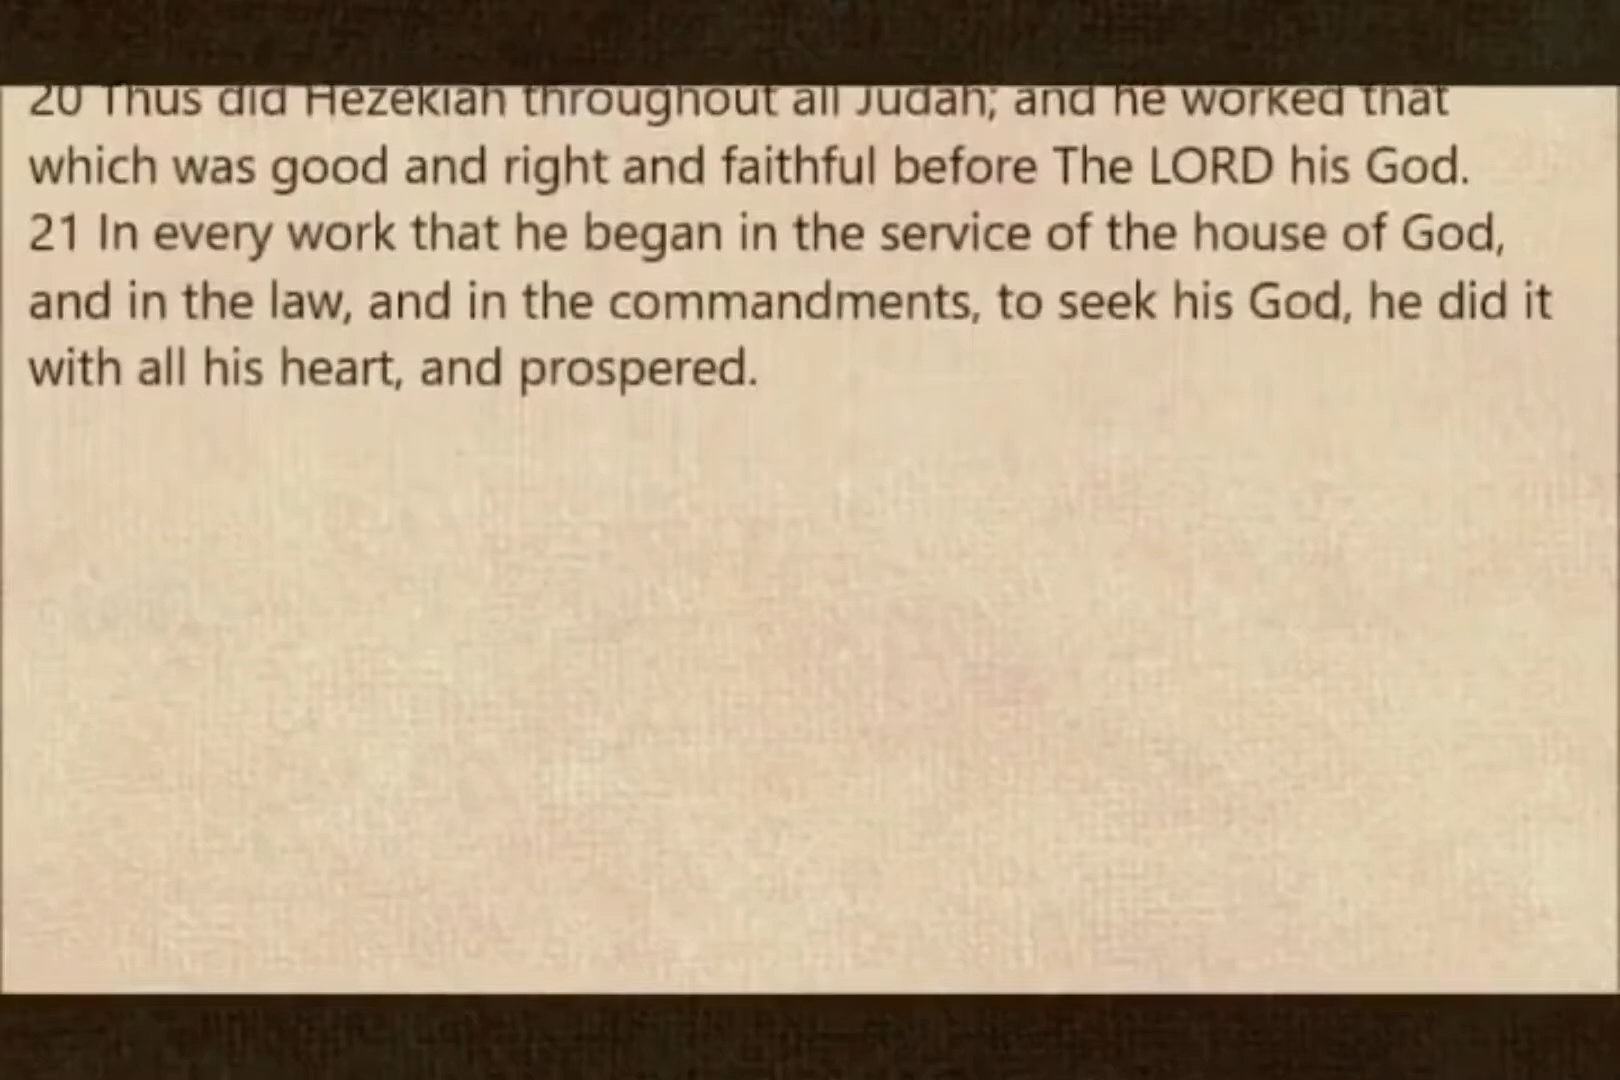 20 Thus did Hezekiah throughout all Judah; and he worked that
which was good and right and faithful before The LORD his God.
21 In every work that he began in the service of the house of God,
and in the law, and in the commandments, to seek his God, he did it
with all his heart, and prospered.